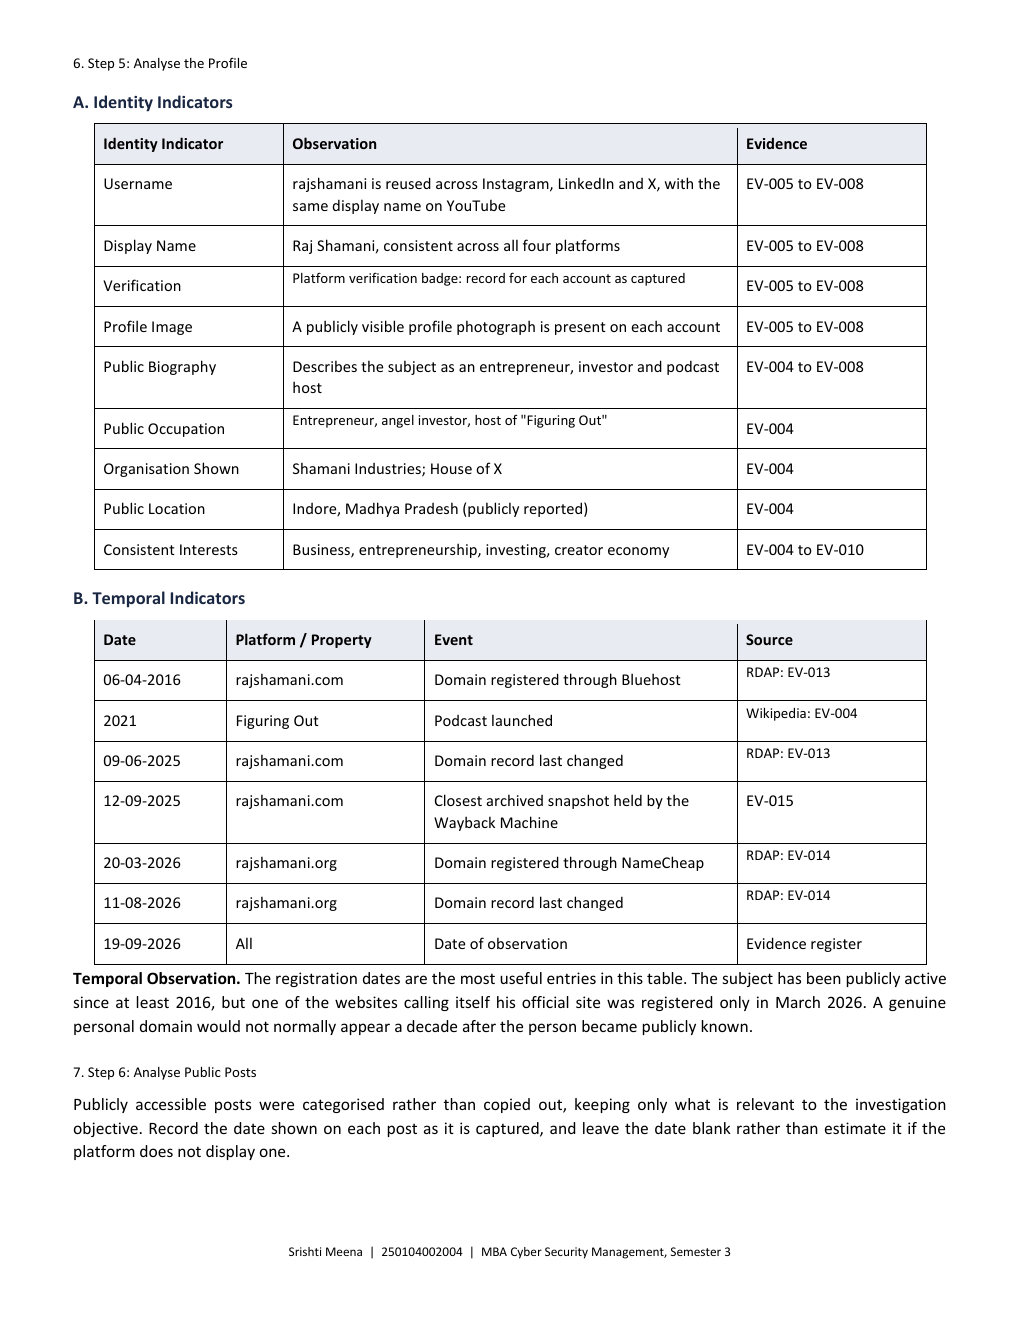 6. Step 5: Analyse the Profile
A. Identity Indicators
Identity Indicator Observation Evidence
Username rajshamani is reused across Instagram, LinkedIn and X, with the EV-005 to EV-008
same display name on YouTube
Display Name Raj Shamani, consistent across all four platforms EV-005 to EV-008
Verification Platform verification badge: record for each account as captured EV-005 to EV-008
Profile Image A publicly visible profile photograph is present on each account EV-005 to EV-008
Public Biography Describes the subject as an entrepreneur, investor and podcast EV-004 to EV-008
host
Public Occupation Entrepreneur, angel investor, host of "Figuring Out" EV-004
Organisation Shown Shamani Industries; House of X EV-004
Public Location Indore, Madhya Pradesh (publicly reported) EV-004
Consistent Interests Business, entrepreneurship, investing, creator economy EV-004 to EV-010
B. Temporal Indicators
Date Platform / Property Event Source
06-04-2016 rajshamani.com Domain registered through Bluehost RDAP: EV-013
2021 Figuring Out Podcast launched Wikipedia: EV-004
09-06-2025 rajshamani.com Domain record last changed RDAP: EV-013
12-09-2025 rajshamani.com Closest archived snapshot held by the EV-015
Wayback Machine
20-03-2026 rajshamani.org Domain registered through NameCheap RDAP: EV-014
11-08-2026 rajshamani.org Domain record last changed RDAP: EV-014
19-09-2026 All Date of observation Evidence register
Temporal Observation. The registration dates are the most useful entries in this table. The subject has been publicly active
since at least 2016, but one of the websites calling itself his official site was registered only in March 2026. A genuine
personal domain would not normally appear a decade after the person became publicly known.
7. Step 6: Analyse Public Posts
Publicly accessible posts were categorised rather than copied out, keeping only what is relevant to the investigation
objective. Record the date shown on each post as it is captured, and leave the date blank rather than estimate it if the
platform does not display one.
Srishti Meena | 250104002004 | MBA Cyber Security Management, Semester 3